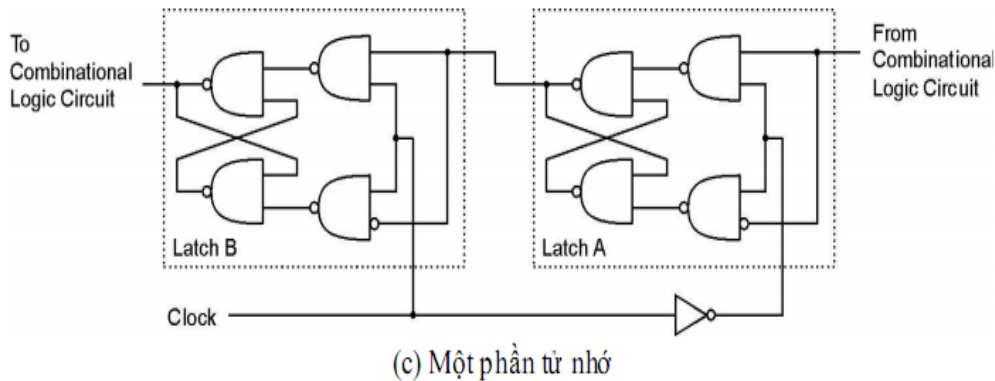 To
Combinational
Logic Circuit
From
Combinational
Logic Circuit
Latch B
Latch A
Clock
(c) Một phần tử nhớ